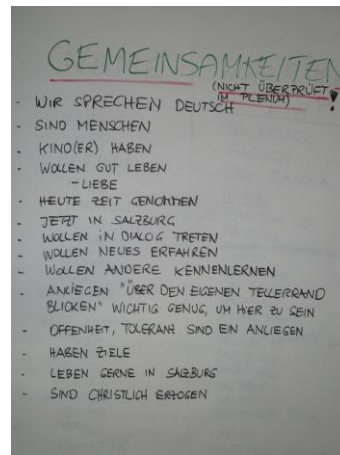 GEMEINSAMKEITEN
(NICHT ÜBERPRÜFT
IM PLENUM) !
- WIR SPRECHEN DEUTSCH
- SIND MENSCHEN
- KIND(ER) HABEN
- WOLLEN GUT LEBEN
- LIEBE
- HEUTE ZEIT GENOMMEN
- JETZT IN SALZBURG
- WOLLEN IN DIALOG TRETEN
- WOLLEN NEUES ERFAHREN
- WOLLEN ANDERE KENNENLERNEN
- ANLIEGEN "ÜBER DEN EIGENEN TELLERRAND
BLICKEN" WICHTIG GENUG, UM HIER ZU SEIN
- OFFENHEIT, TOLERANZ SIND EIN ANLIEGEN
- HABEN ZIELE
- LEBEN GERNE IN SALZBURG
- SIND CHRISTLICH ERZOGEN